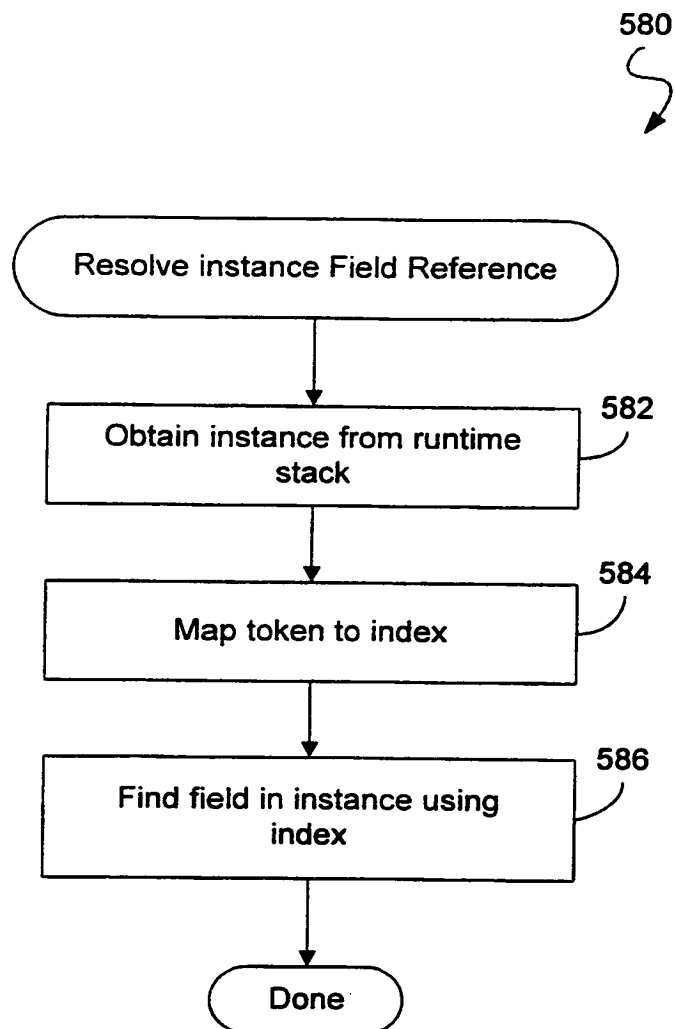 580
Resolve instance Field Reference
582
Obtain instance from runtime
stack
584
Map token to index
586
Find field in instance using
index
Done